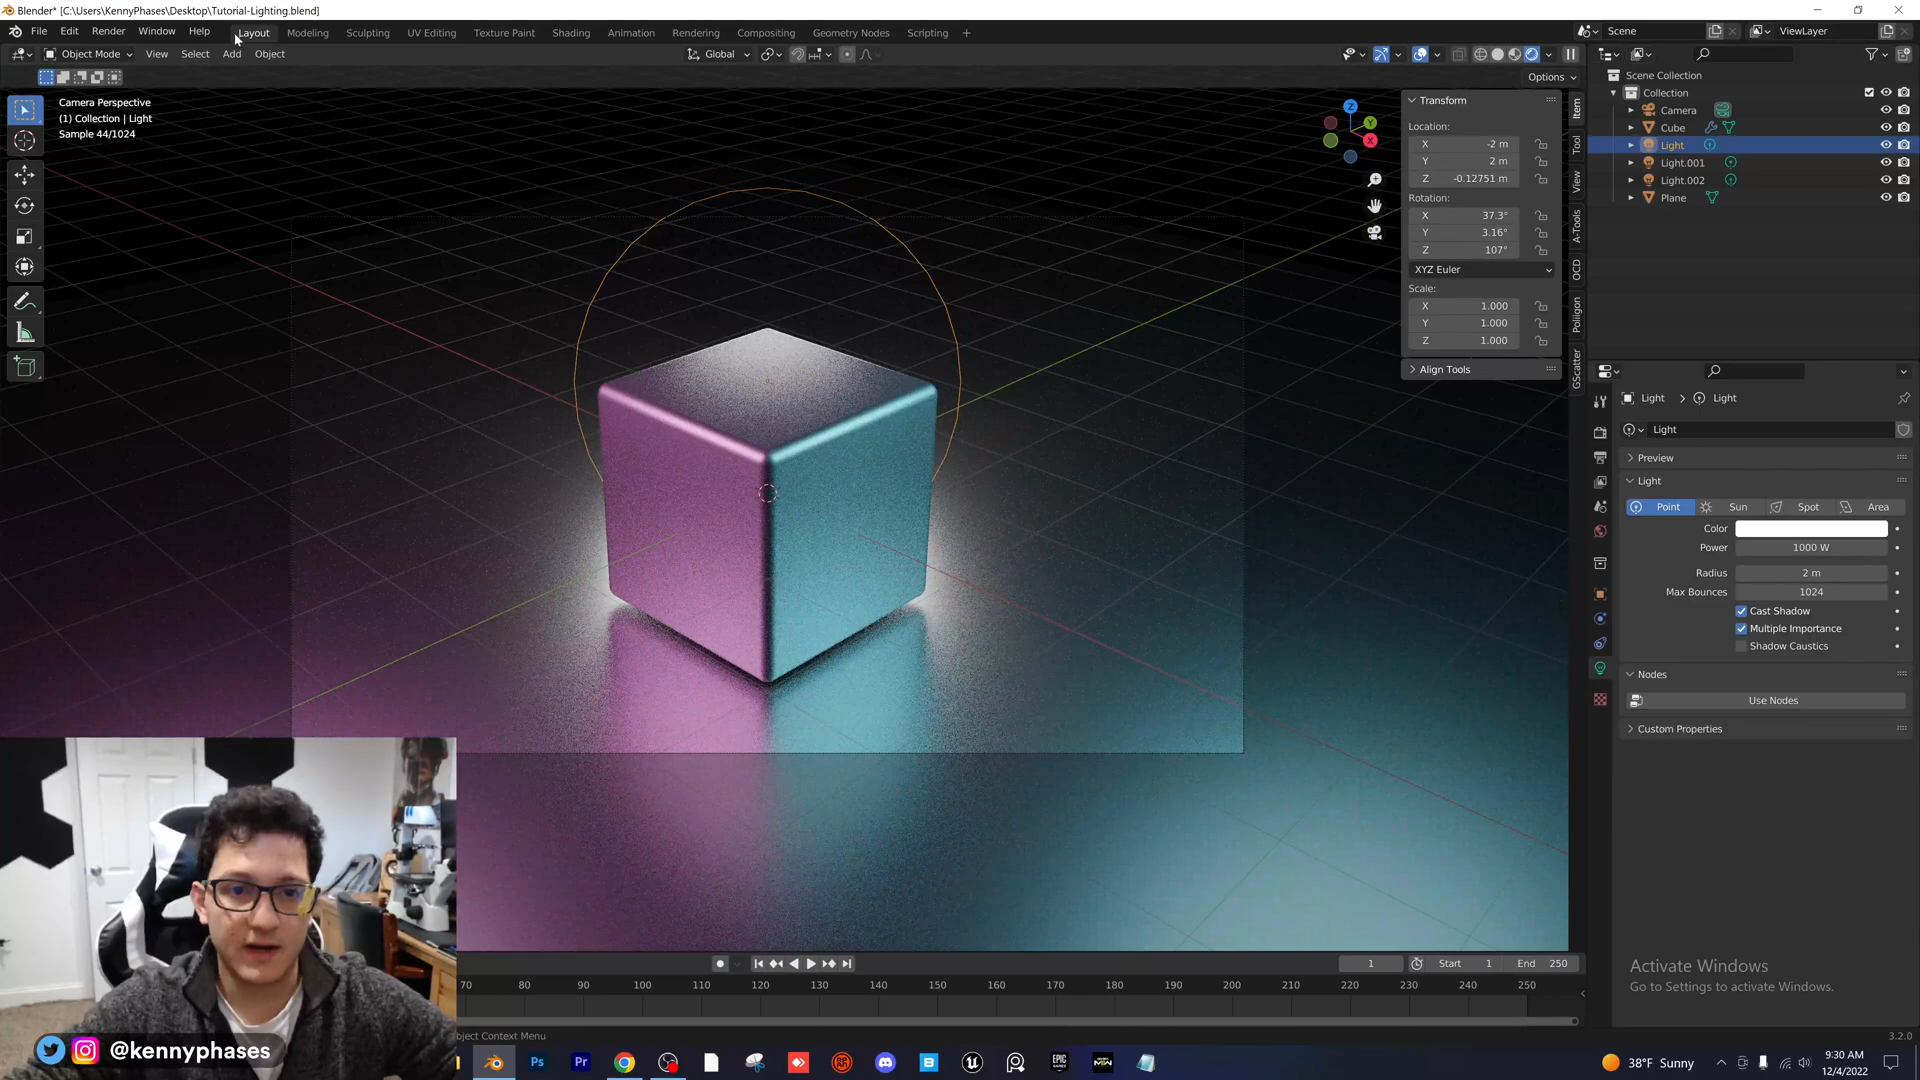 Blender* [C:\Users\KennyPhases\Desktop\Tutorial-Lighting.blend]
File Edit Render Window Help Layout Modeling Sculpting UV Editing Texture Paint Shading Animation Rendering Compositing Geometry Nodes Scripting + Scene ViewLayer
Object Mode View Select Add Object Global
Options
Camera Perspective
(1) Collection | Light
Sample 44/1024
Z
Y
X
Transform
Location:
X -2 m
Y 2 m
Z -0.12751 m
Rotation:
X 37.3°
Y 3.16°
Z 107°
XYZ Euler
Scale:
X 1.000
Y 1.000
Z 1.000
Align Tools
Item
Tool
View
A-Tools
OCD
Poliigon
GScatter
Scene Collection
Collection
Camera
Cube
Light
Light.001
Light.002
Plane
Light > Light
Light
Preview
Light
Point Sun Spot Area
Color
Power 1000 W
Radius 2 m
Max Bounces 1024
Cast Shadow
Multiple Importance
Shadow Caustics
Nodes
Use Nodes
Custom Properties
Activate Windows
Go to Settings to activate Windows.
1 Start 1 End 250
70 80 90 100 110 120 130 140 150 160 170 180 190 200 210 220 230 240 250
bject Context Menu
3.2.0
@kennyphases
Ps Pr B EPIC GAMES
38°F Sunny
9:30 AM
12/4/2022